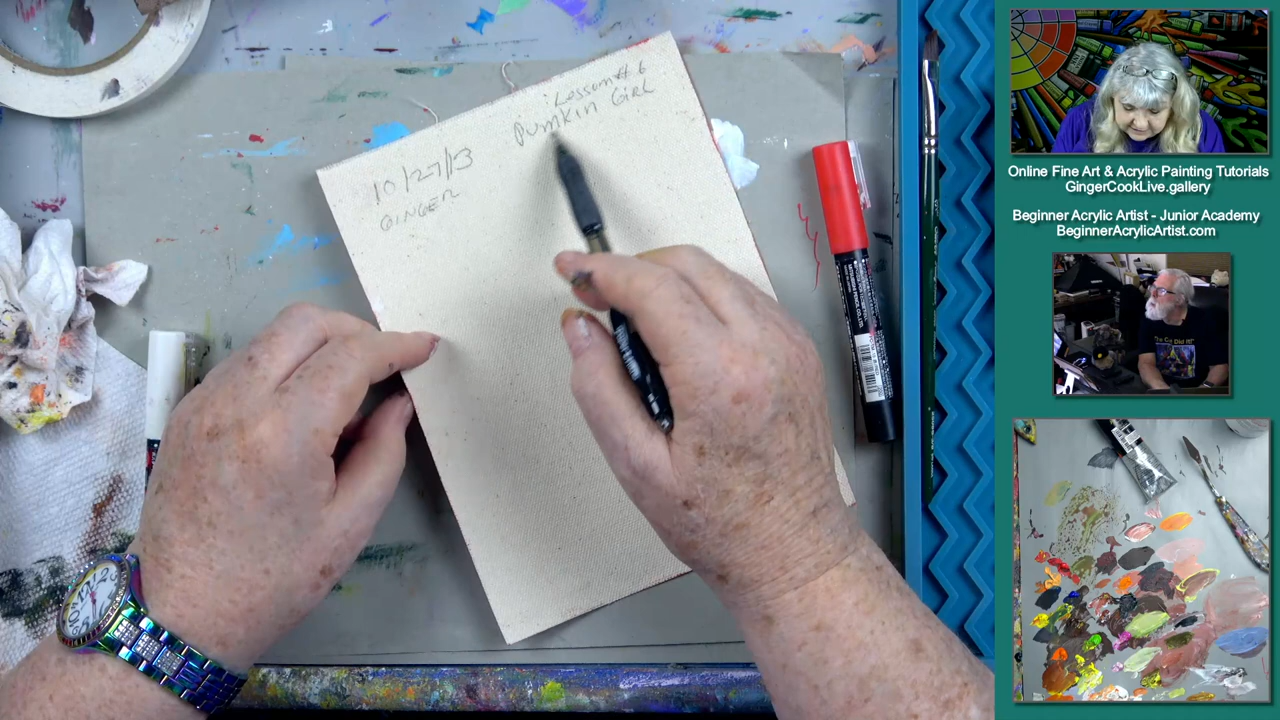 Lesson #6
Pumkin Girl
10/27/13
GINGER
Online Fine Art & Acrylic Painting Tutorials
GingerCookLive.gallery
Beginner Acrylic Artist - Junior Academy
BeginnerAcrylicArtist.com